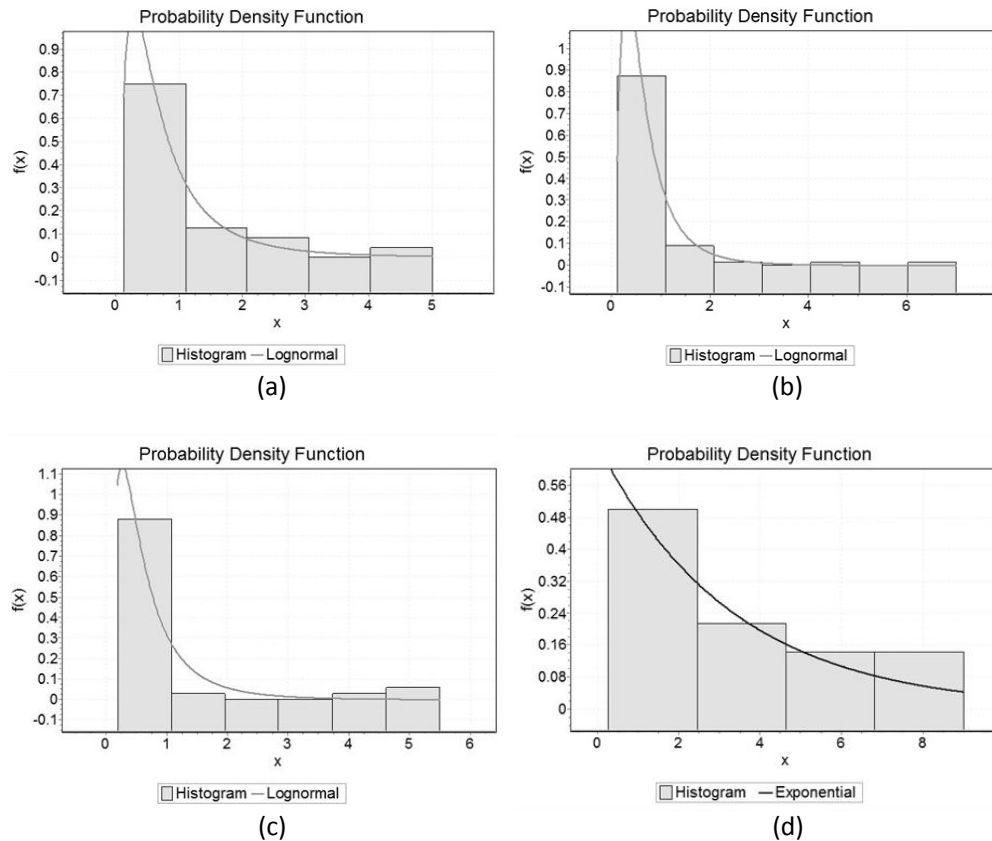 Probability Density Function
0.9
0.8
0.7
0.6
0.5
0.4
0.3
0.2
0.1
0
-0.1
f(x)
0 1 2 3 4 5
x
Histogram Lognormal
(a)
Probability Density Function
1
0.9
0.8
0.7
0.6
0.5
0.4
0.3
0.2
0.1
0
-0.1
f(x)
0 2 4 6
x
Histogram Lognormal
(b)
Probability Density Function
1.1
1
0.9
0.8
0.7
0.6
0.5
0.4
0.3
0.2
0.1
0
-0.1
f(x)
0 1 2 3 4 5 6
x
Histogram Lognormal
(c)
Probability Density Function
0.56
0.48
0.4
0.32
0.24
0.16
0.08
0
f(x)
0 2 4 6 8
x
Histogram Exponential
(d)